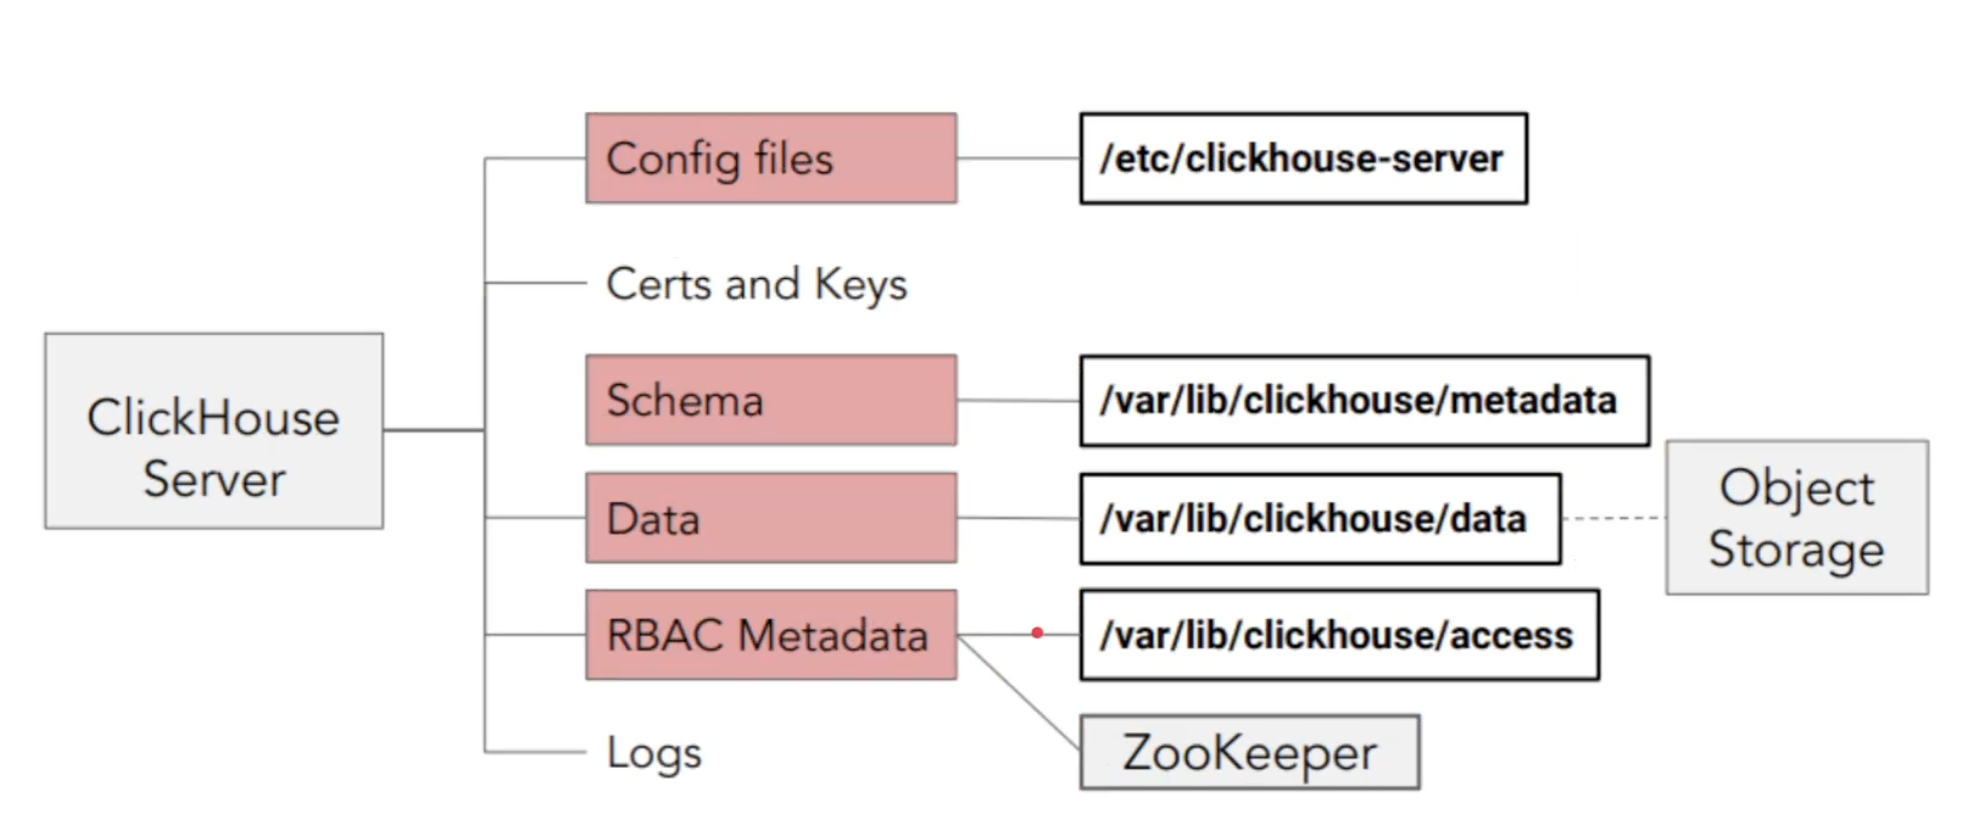 Config files
/etc/clickhouse-server
Certs and Keys
ClickHouse
Server
Schema
/var/lib/clickhouse/metadata
Data
/var/lib/clickhouse/data
Object
Storage
RBAC Metadata
/var/lib/clickhouse/access
Logs
ZooKeeper